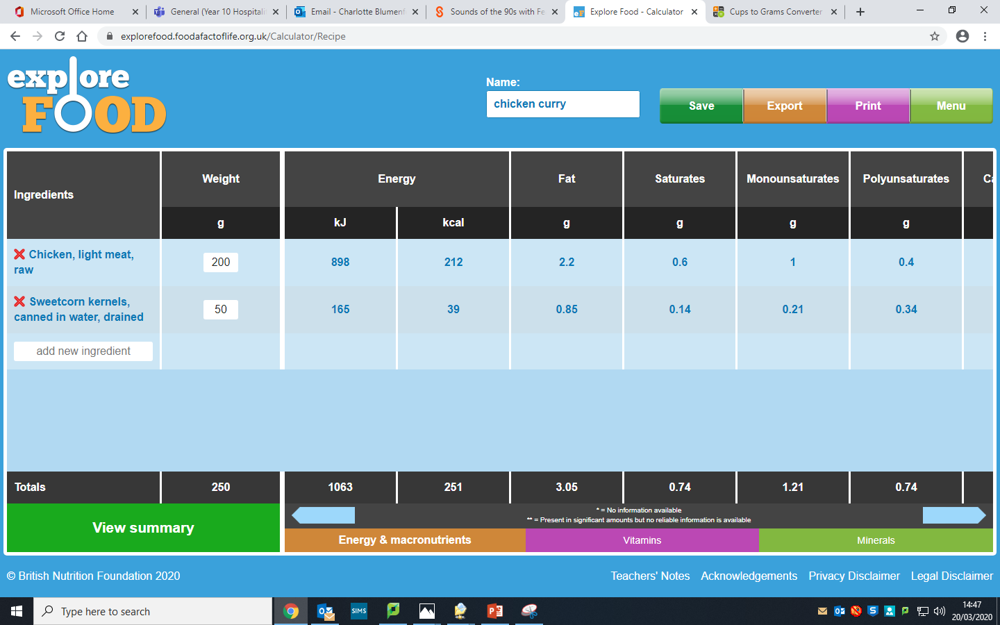 Microsoft Office Home
General (Year 10 Hospitali
Email - Charlotte Blumenf
Sounds of the 90s with Fe
Explore Food - Calculator
Cups to Grams Converter
explorefood.foodafactoflife.org.uk/Calculator/Recipe
explore
FOOD
Name:
chicken curry
Save Export Print Menu
Ingredients Weight Energy Fat Saturates Monounsaturates Polyunsaturates Ca
g kJ kcal g g g g
Chicken, light meat,
raw
200 898 212 2.2 0.6 1 0.4
Sweetcorn kernels,
canned in water, drained
50 165 39 0.85 0.14 0.21 0.34
add new ingredient
Totals 250 1063 251 3.05 0.74 1.21 0.74
* = No information available
** = Present in significant amounts but no reliable information is available
View summary
Energy & macronutrients Vitamins Minerals
© British Nutrition Foundation 2020
Teachers' Notes Acknowledgements Privacy Disclaimer Legal Disclaimer
Type here to search
SIMS
14:47
20/03/2020